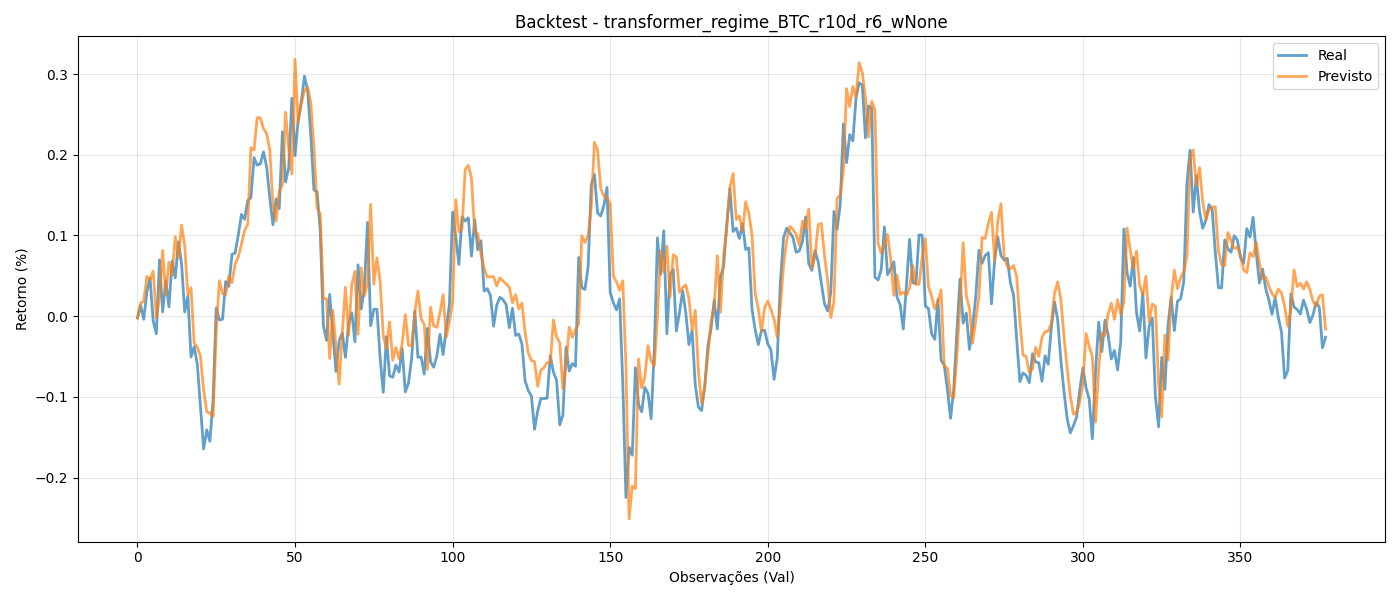 Backtest - transformer_regime_BTC_r10d_r6_wNone
Real
Previsto
Retorno (%)
0.3
0.2
0.1
0.0
−0.1
−0.2
0 50 100 150 200 250 300 350
Observações (Val)